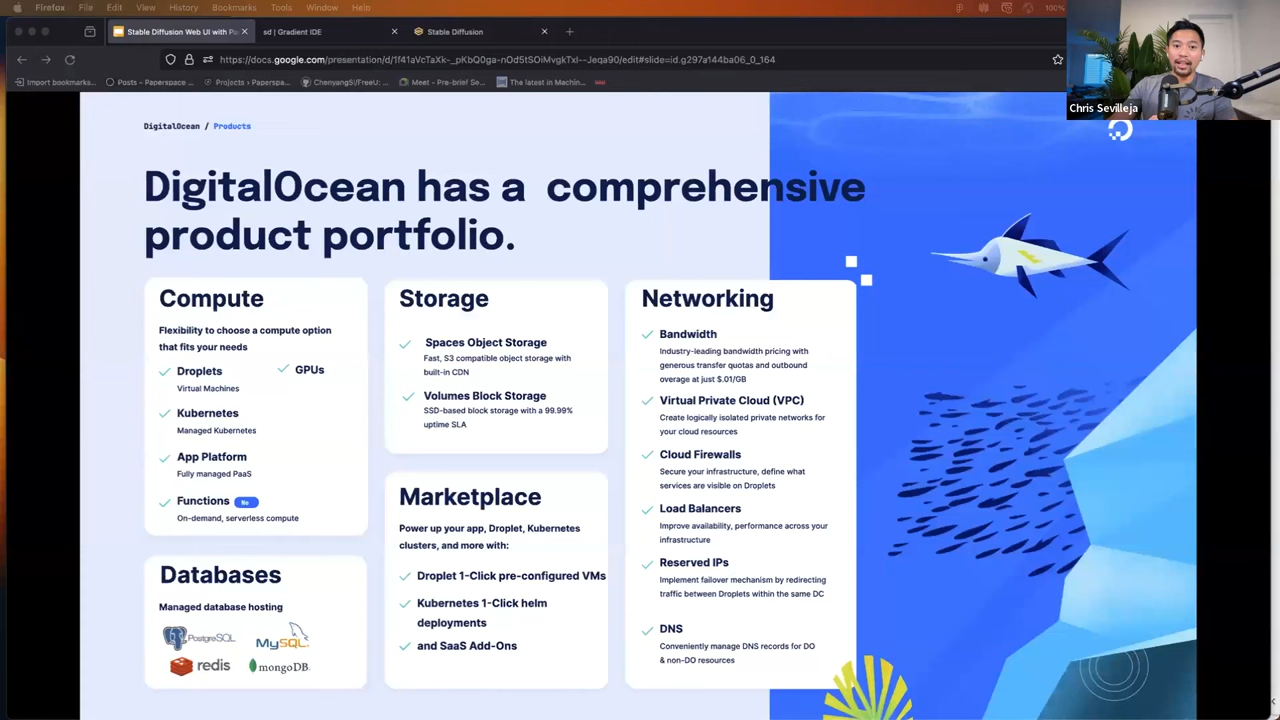 Firefox File Edit View History Bookmarks Tools Window Help 100%
Stable Diffusion Web UI with Pa
sd | Gradient IDE
Stable Diffusion
https://docs.google.com/presentation/d/1f41aVcTaXk-_pKbQ0ga-nOd5tSOiMvgkTxI--Jeqa90/edit#slide=id.g297a144ba06_0_164
Import bookmarks... Posts - Paperspace ... Projects › Paperspa... ChenyangSi/FreeU: ... Meet - Pre-brief So... The latest in Machin...
Chris Sevilleja
DigitalOcean / Products
DigitalOcean has a comprehensive
product portfolio.
Compute
Flexibility to choose a compute option
that fits your needs
Droplets
Virtual Machines
GPUs
Kubernetes
Managed Kubernetes
App Platform
Fully managed PaaS
Functions Ne
On-demand, serverless compute
Databases
Managed database hosting
PostgreSQL
MySQL
redis
mongoDB
Storage
Spaces Object Storage
Fast, S3 compatible object storage with
built-in CDN
Volumes Block Storage
SSD-based block storage with a 99.99%
uptime SLA
Marketplace
Power up your app, Droplet, Kubernetes
clusters, and more with:
Droplet 1-Click pre-configured VMs
Kubernetes 1-Click helm
deployments
and SaaS Add-Ons
Networking
Bandwidth
Industry-leading bandwidth pricing with
generous transfer quotas and outbound
overage at just $.01/GB
Virtual Private Cloud (VPC)
Create logically isolated private networks for
your cloud resources
Cloud Firewalls
Secure your infrastructure, define what
services are visible on Droplets
Load Balancers
Improve availability, performance across your
infrastructure
Reserved IPs
Implement failover mechanism by redirecting
traffic between Droplets within the same DC
DNS
Conveniently manage DNS records for DO
& non-DO resources